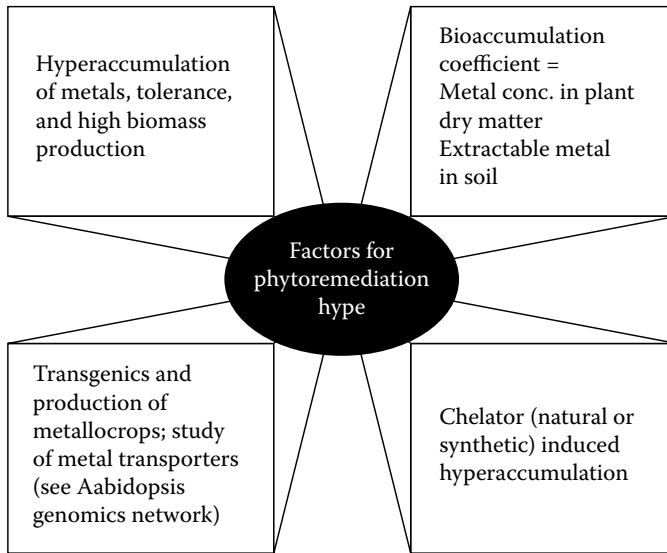 Hyperaccumulation
of metals, tolerance,
and high biomass
production
Bioaccumulation
coefficient =
Metal conc. in plant
dry matter
Extractable metal
in soil
Factors for
phytoremediation
hype
Transgenics and
production of
metallocrops; study
of metal transporters
(see Aabidopsis
genomics network)
Chelator (natural or
synthetic) induced
hyperaccumulation